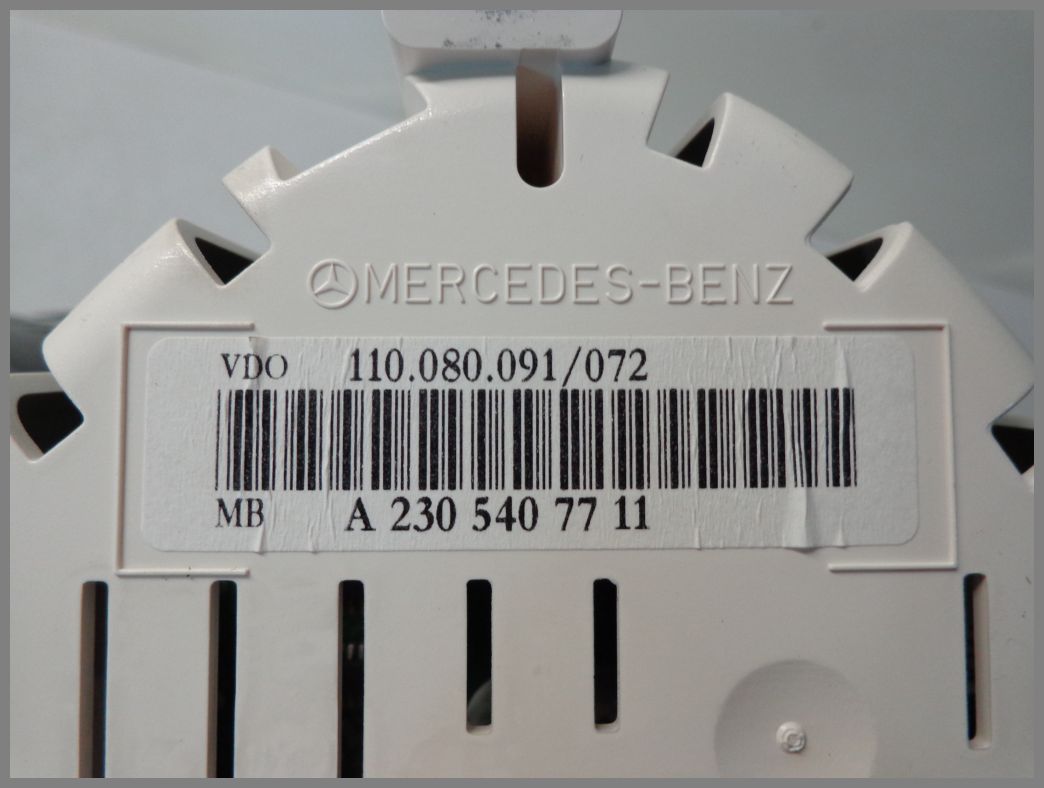 MERCEDES-BENZ
VDO 110.080.091/072
MB A 230 540 77 11